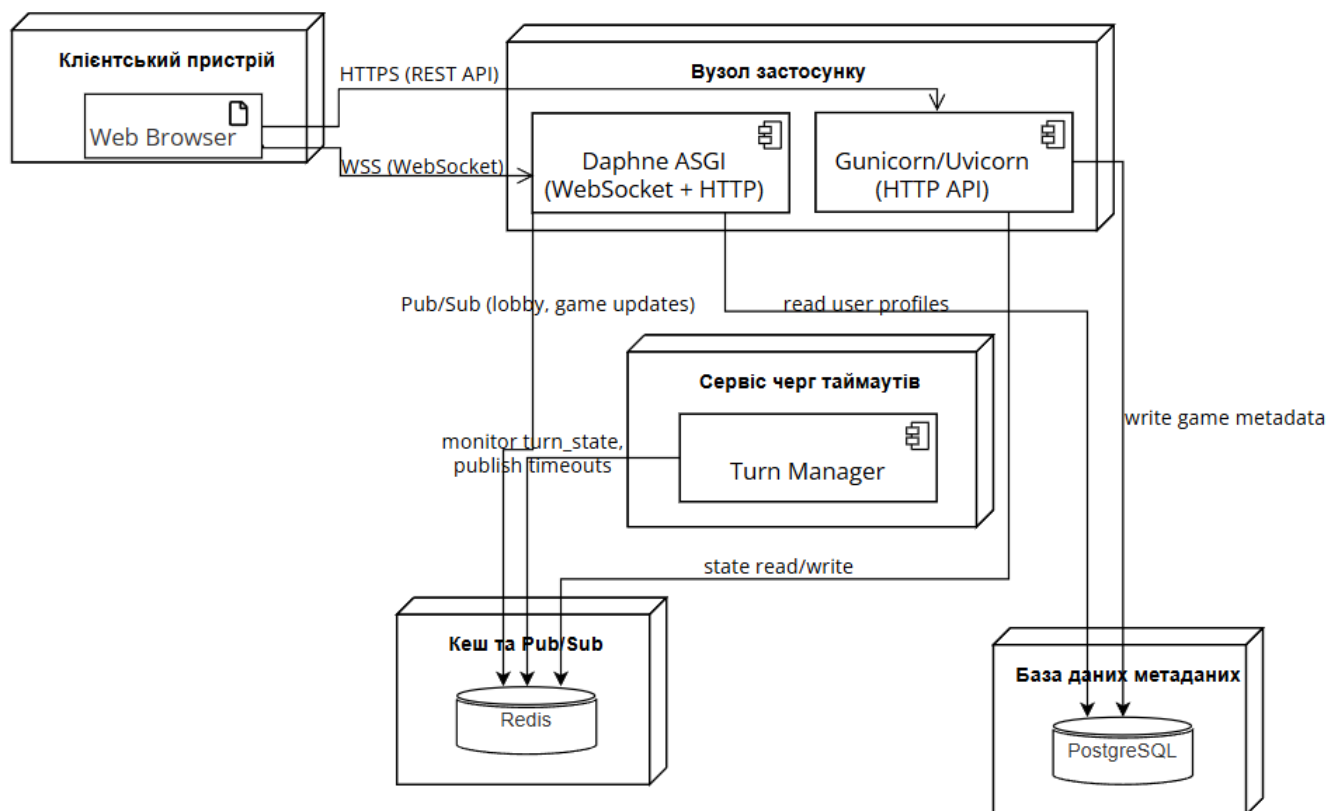 Клієнтський пристрій
Web Browser
HTTPS (REST API)
WSS (WebSocket)
Вузол застосунку
Daphne ASGI
(WebSocket + HTTP)
Gunicorn/Uvicorn
(HTTP API)
Pub/Sub (lobby, game updates)
read user profiles
Сервіс черг таймаутів
Turn Manager
monitor turn_state,
publish timeouts
write game metadata
state read/write
Кеш та Pub/Sub
Redis
База даних метаданих
PostgreSQL